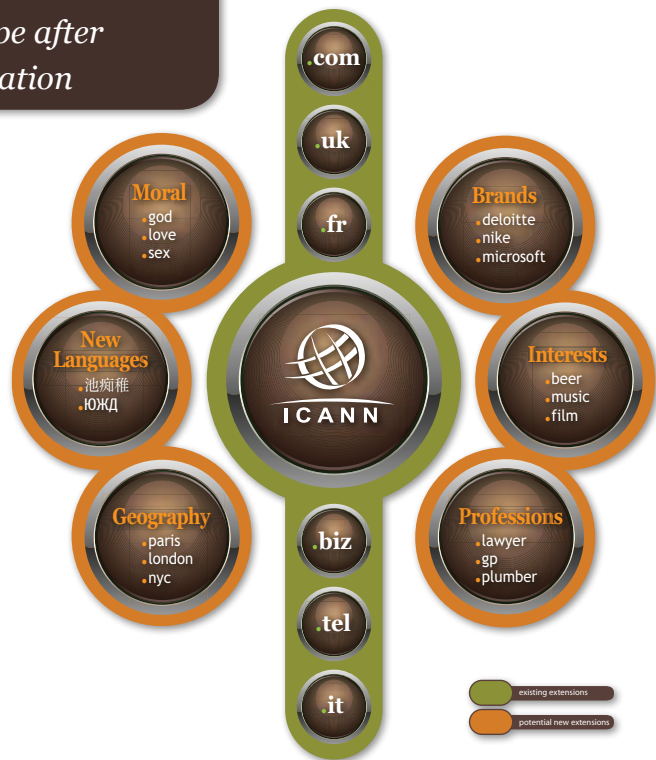 pe after
ation
.com
.uk
.fr
Moral
.god
.love
.sex
Brands
.deloitte
.nike
.microsoft
New
Languages
.池痴稚
.ЮЖД
ICANN
Interests
.beer
.music
.film
Geography
.paris
.london
.nyc
Professions
.lawyer
.gp
.plumber
.biz
.tel
.it
existing extensions
potential new extensions